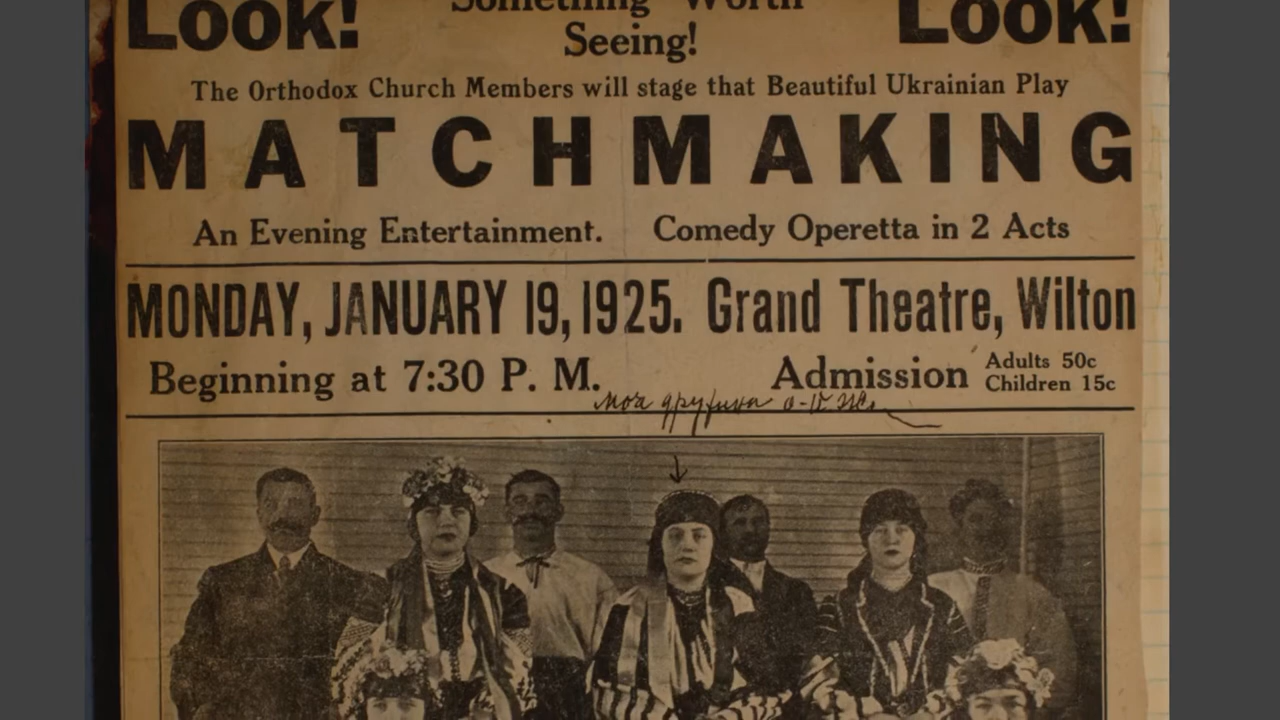 Look! Something Worth Look!
Seeing!
The Orthodox Church Members will stage that Beautiful Ukrainian Play
MATCHMAKING
An Evening Entertainment. Comedy Operetta in 2 Acts
MONDAY, JANUARY 19, 1925. Grand Theatre, Wilton
Beginning at 7:30 P. M. Admission Adults 50c
Children 15c
моя